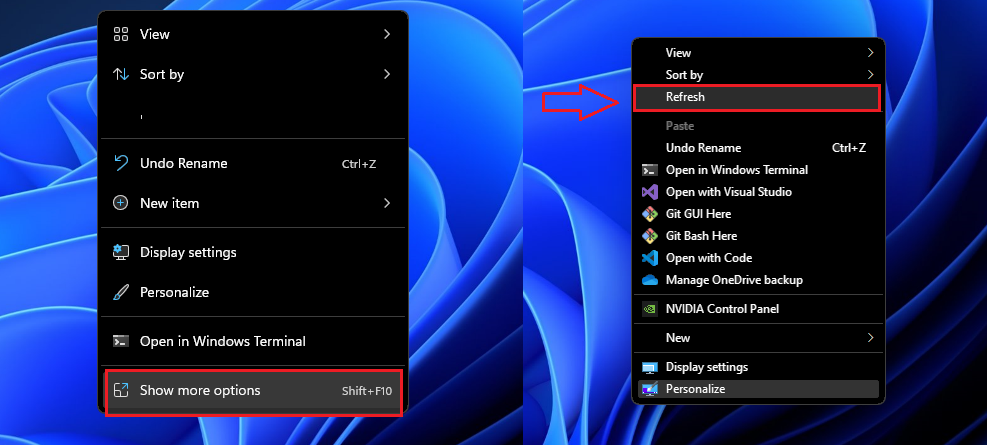 View
Sort by
Undo Rename Ctrl+Z
New item
Display settings
Personalize
Open in Windows Terminal
Show more options Shift+F10
View
Sort by
Refresh
Paste
Undo Rename Ctrl+Z
Open in Windows Terminal
Open with Visual Studio
Git GUI Here
Git Bash Here
Open with Code
Manage OneDrive backup
NVIDIA Control Panel
New
Display settings
Personalize